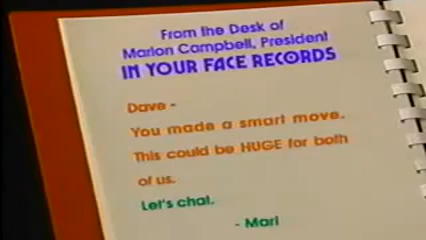 From the Desk of
Marion Campbell, President
IN YOUR FACE RECORDS
Dave -
You made a smart move.
This could be HUGE for both
of us.
Let's chat.
- Mari